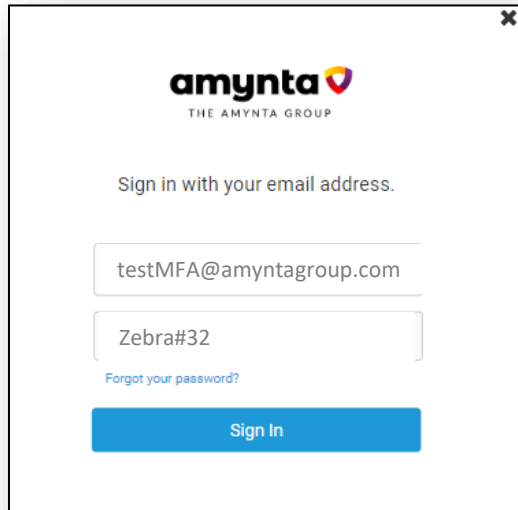 amynta
THE AMYNTA GROUP
Sign in with your email address.
testMFA@amyntagroup.com
Zebra#32
Forgot your password?
Sign In